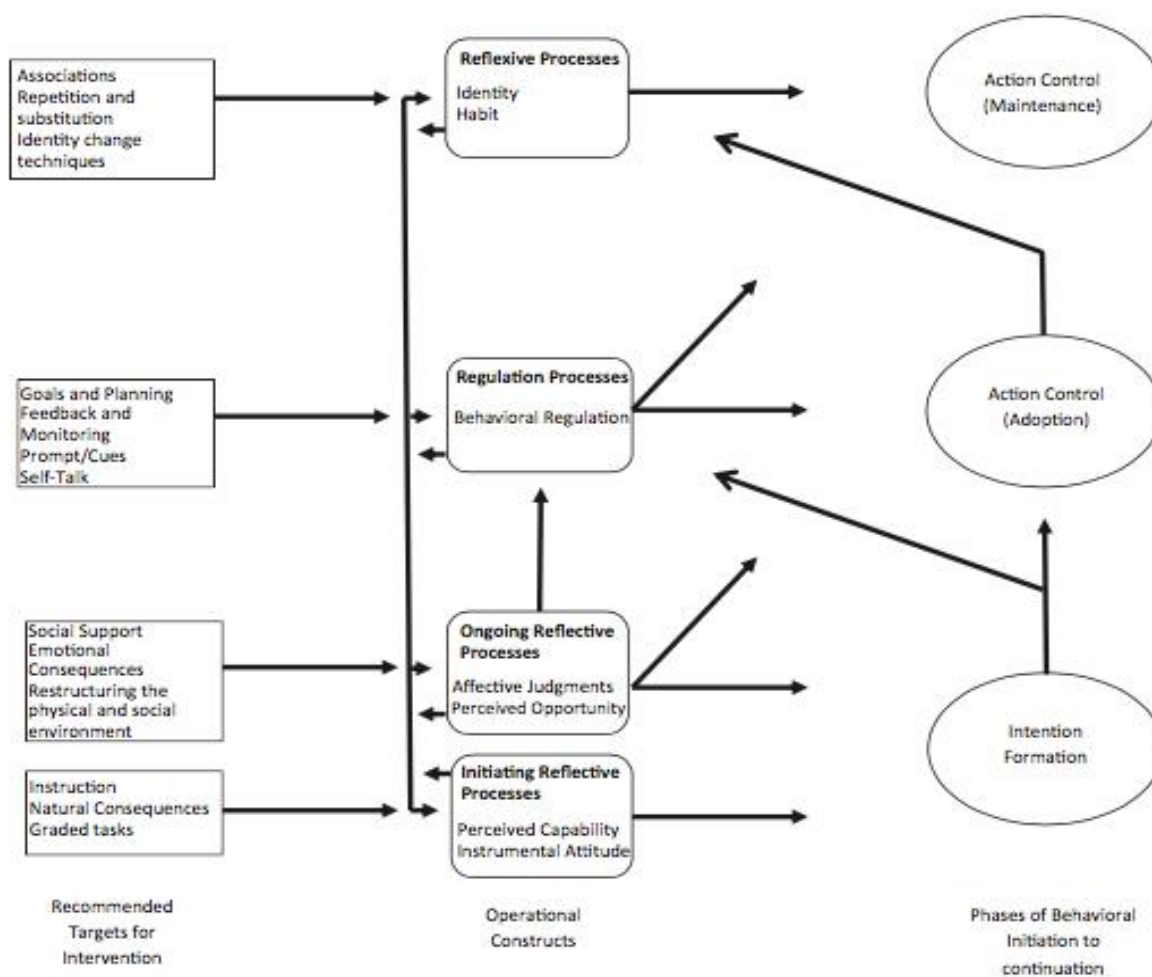 Associations
Repetition and
substitution
Identity change
techniques
Reflexive Processes
Identity
Habit
Action Control
(Maintenance)
Goals and Planning
Feedback and
Monitoring
Prompt/Cues
Self-Talk
Regulation Processes
Behavioral Regulation
Action Control
(Adoption)
Social Support
Emotional
Consequences
Restructuring the
physical and social
environment
Ongoing Reflective
Processes
Affective Judgments
Perceived Opportunity
Intention
Formation
Instruction
Natural Consequences
Graded tasks
Initiating Reflective
Processes
Perceived Capability
Instrumental Attitude
Recommended
Targets for
Intervention
Operational
Constructs
Phases of Behavioral
Initiation to
continuation